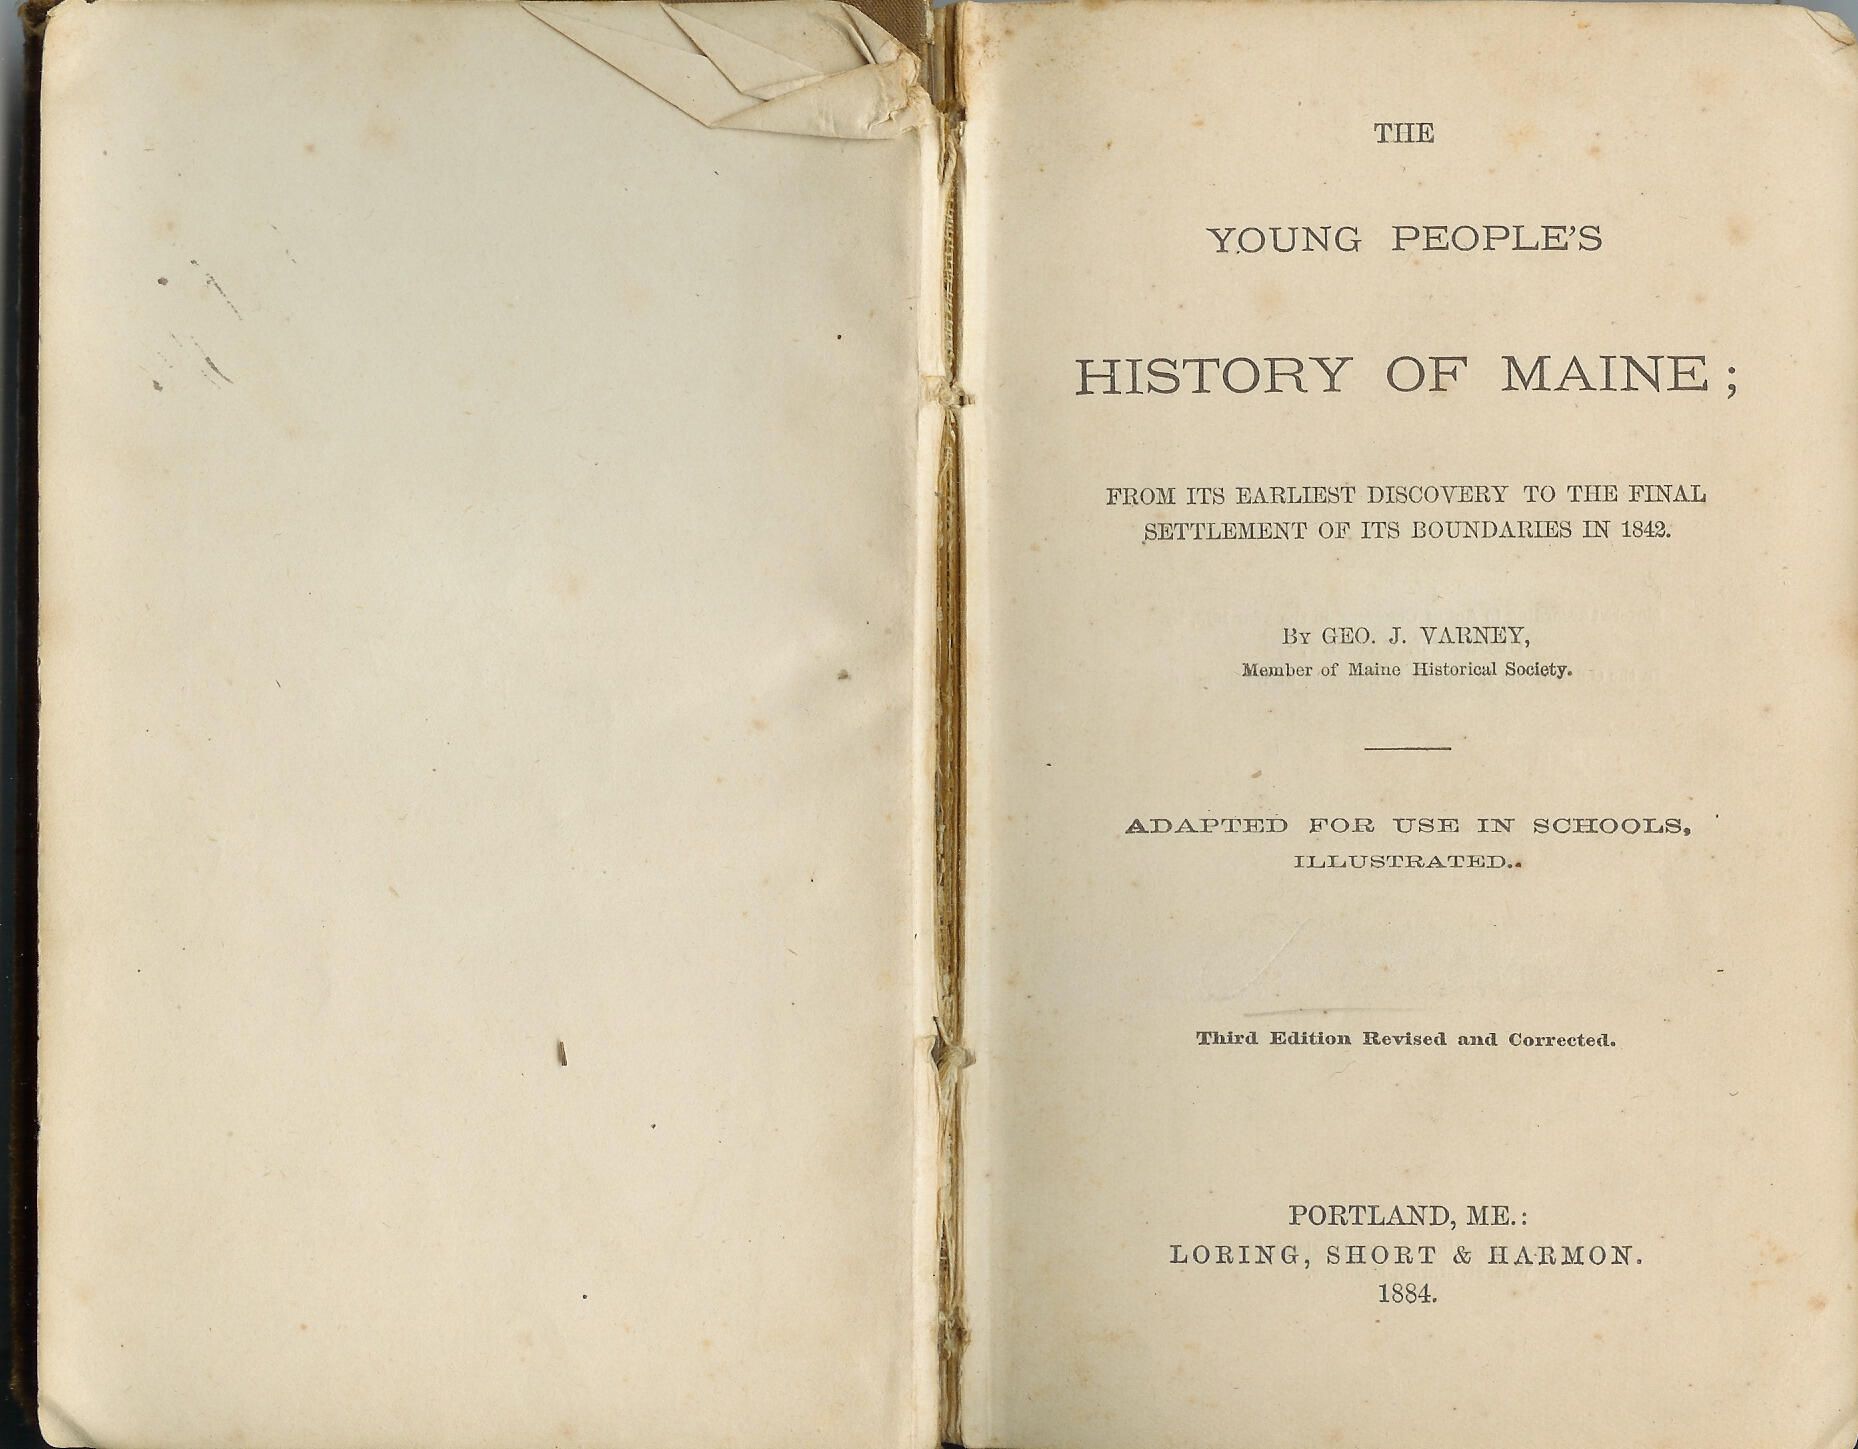 THE
YOUNG PEOPLE'S
HISTORY OF MAINE;
FROM ITS EARLIEST DISCOVERY TO THE FINAL
SETTLEMENT OF ITS BOUNDARIES IN 1842.
By GEO. J. VARNEY,
Member of Maine Historical Society.
ADAPTED FOR USE IN SCHOOLS,
ILLUSTRATED.
Third Edition Revised and Corrected.
PORTLAND, ME.:
LORING, SHORT & HARMON.
1884.